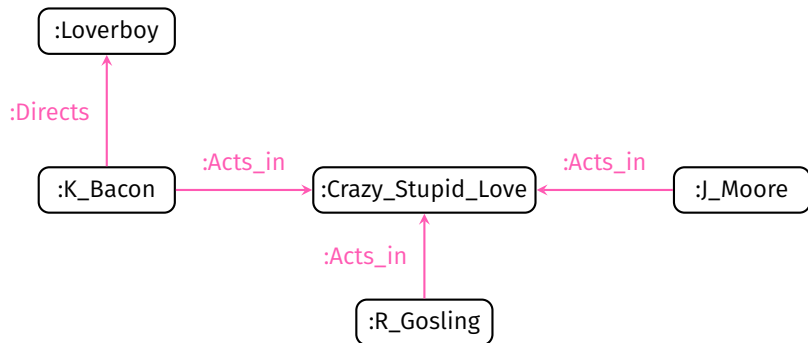 :Loverboy
:Directs
:Acts_in
:Acts_in
:K_Bacon
:Crazy_Stupid_Love
:J_Moore
:Acts_in
:R_Gosling